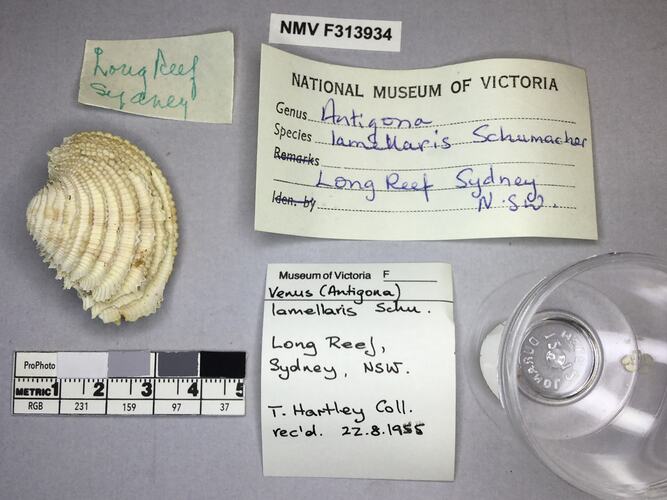 NMV F313934
Long Reef
Sydney
NATIONAL MUSEUM OF VICTORIA
Genus Antigona
Species lamellaris Schumacher
Remarks
Long Reef Sydney
Iden. by N.S.W.
Museum of Victoria F
Venus (Antigona)
lamellaris Schu.
Long Reef,
Sydney, NSW.
T. Hartley Coll.
rec'd. 22.8.1955
ProPhoto
METRIC 1 2 3 4 5
RGB 231 159 97 37